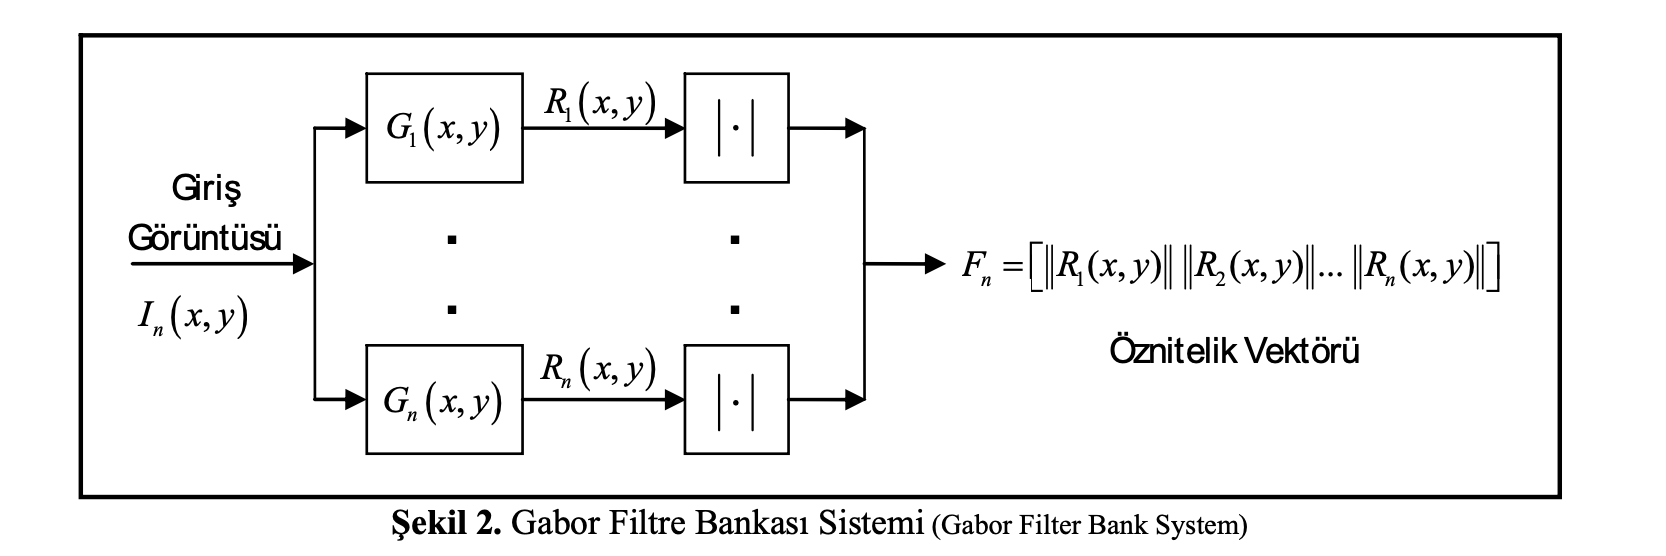 G₁(x, y)
R₁(x, y)
|·|
Giriş
Görüntüsü
Iₙ(x, y)
Fₙ = [‖R₁(x, y)‖ ‖R₂(x, y)‖... ‖Rₙ(x, y)‖]
Öznitelik Vektörü
Gₙ(x, y)
Rₙ(x, y)
|·|
Şekil 2. Gabor Filtre Bankası Sistemi (Gabor Filter Bank System)